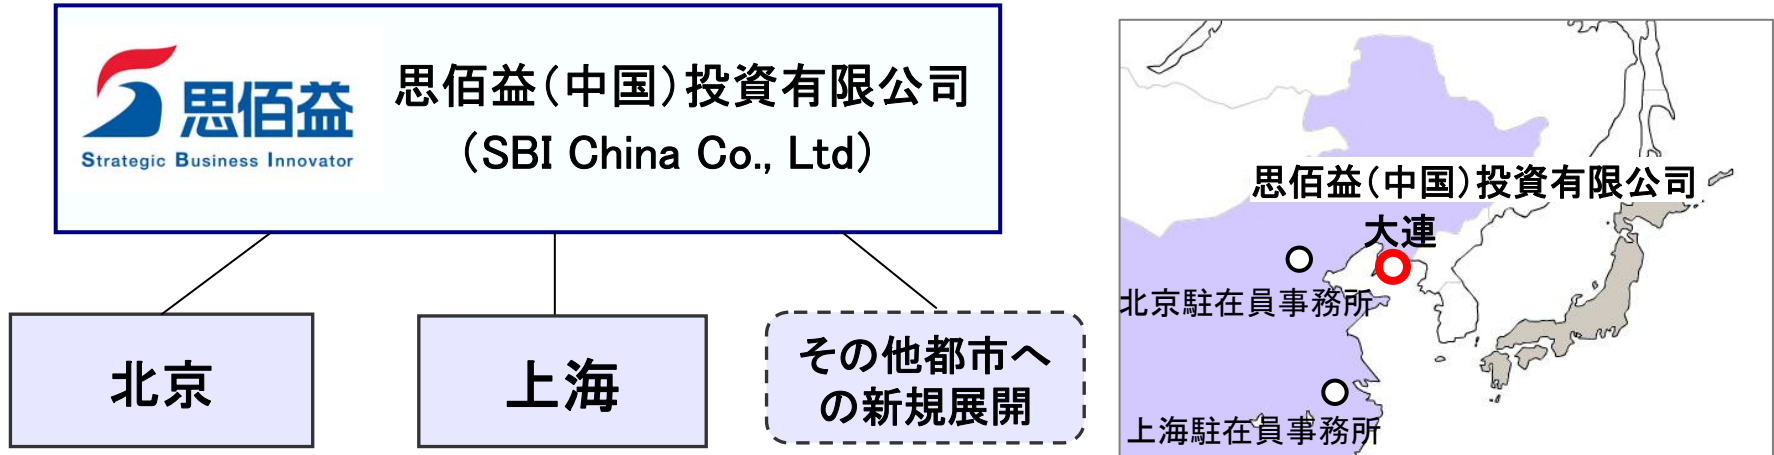 思佰益
Strategic Business Innovator
思佰益(中国)投資有限公司
(SBI China Co., Ltd)
北京
上海
その他都市へ
の新規展開
思佰益(中国)投資有限公司
大連
北京駐在員事務所
上海駐在員事務所